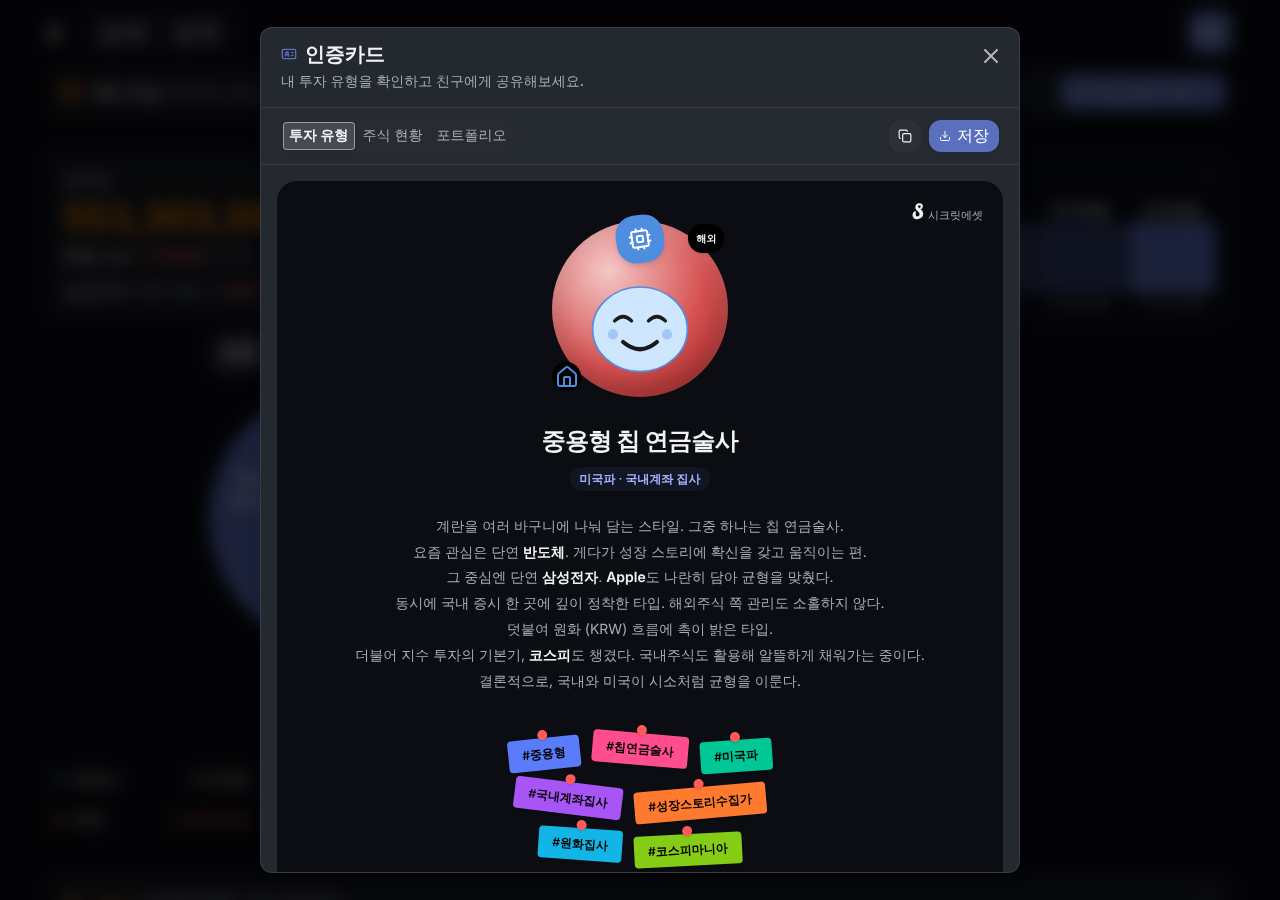 인증카드
내 투자 유형을 확인하고 친구에게 공유해보세요.
투자 유형 주식 현황 포트폴리오 저장
시크릿에셋
해외
중용형 칩 연금술사
미국파 · 국내계좌 집사
계란을 여러 바구니에 나눠 담는 스타일. 그중 하나는 칩 연금술사.
요즘 관심은 단연 반도체. 게다가 성장 스토리에 확신을 갖고 움직이는 편.
그 중심엔 단연 삼성전자. Apple도 나란히 담아 균형을 맞췄다.
동시에 국내 증시 한 곳에 깊이 정착한 타입. 해외주식 쪽 관리도 소홀하지 않다.
덧붙여 원화 (KRW) 흐름에 촉이 밝은 타입.
더불어 지수 투자의 기본기, 코스피도 챙겼다. 국내주식도 활용해 알뜰하게 채워가는 중이다.
결론적으로, 국내와 미국이 시소처럼 균형을 이룬다.
#중용형 #칩연금술사 #미국파
#국내계좌집사 #성장스토리수집가
#원화집사 #코스피마니아